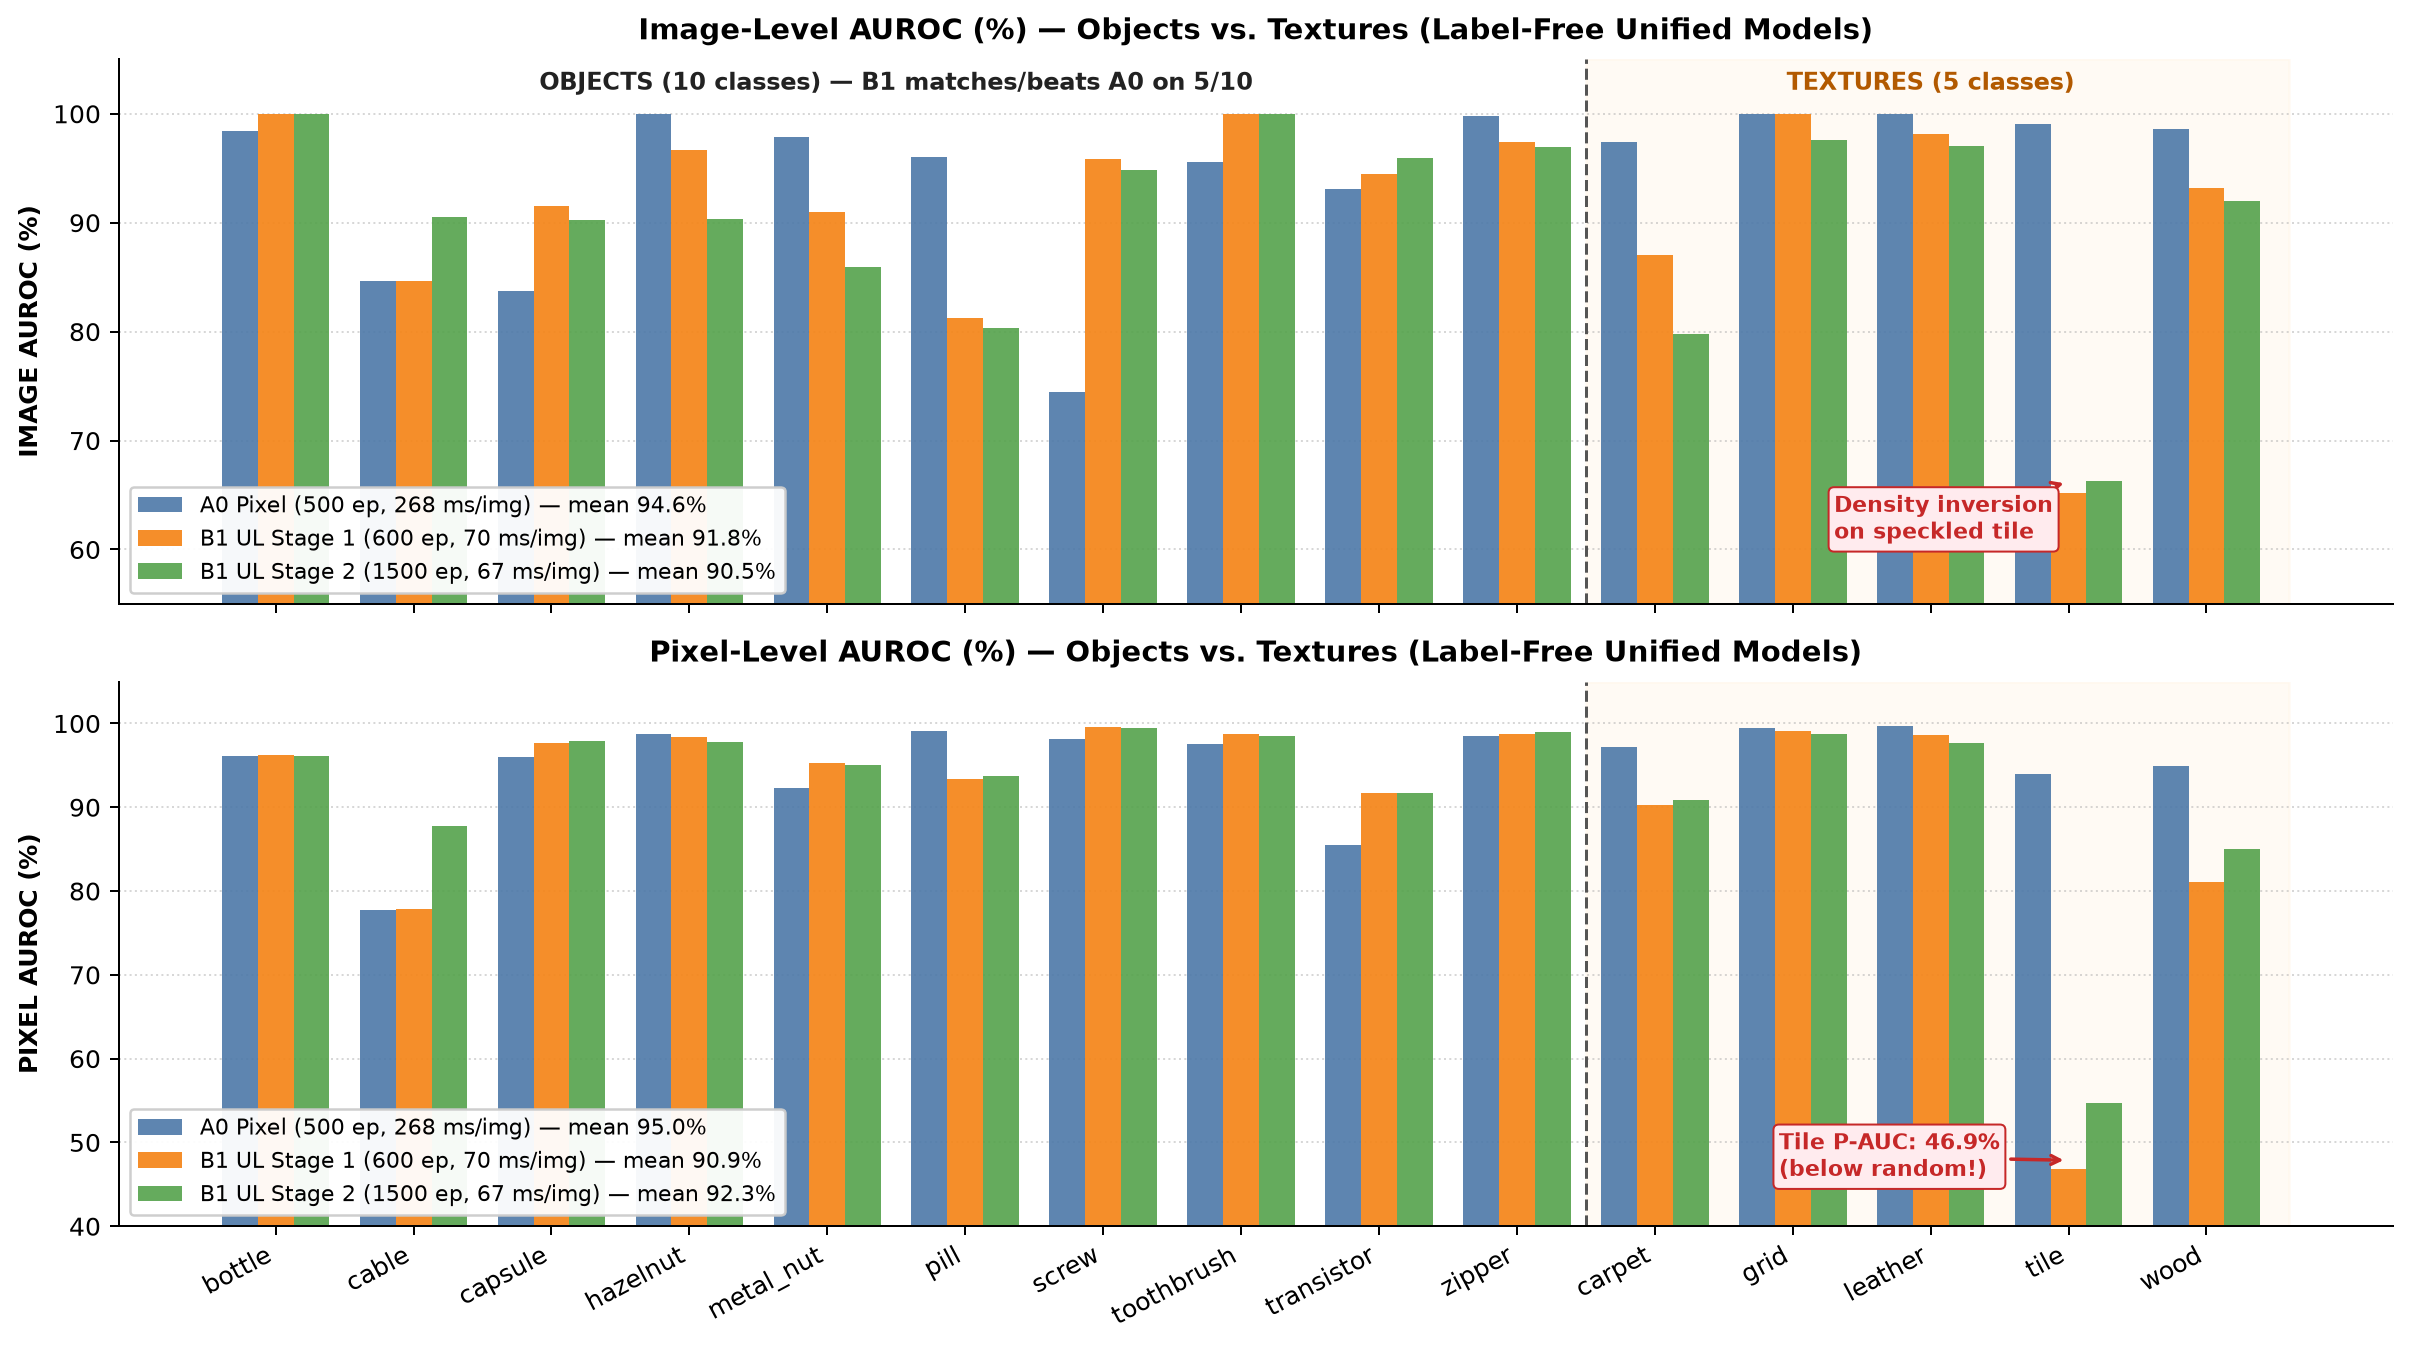 Image-Level AUROC (%) — Objects vs. Textures (Label-Free Unified Models)
OBJECTS (10 classes) — B1 matches/beats A0 on 5/10
TEXTURES (5 classes)
IMAGE AUROC (%)
100
90
80
70
60
A0 Pixel (500 ep, 268 ms/img) — mean 94.6%
B1 UL Stage 1 (600 ep, 70 ms/img) — mean 91.8%
B1 UL Stage 2 (1500 ep, 67 ms/img) — mean 90.5%
Density inversion
on speckled tile
Pixel-Level AUROC (%) — Objects vs. Textures (Label-Free Unified Models)
PIXEL AUROC (%)
100
90
80
70
60
50
40
A0 Pixel (500 ep, 268 ms/img) — mean 95.0%
B1 UL Stage 1 (600 ep, 70 ms/img) — mean 90.9%
B1 UL Stage 2 (1500 ep, 67 ms/img) — mean 92.3%
Tile P-AUC: 46.9%
(below random!)
bottle
cable
capsule
hazelnut
metal_nut
pill
screw
toothbrush
transistor
zipper
carpet
grid
leather
tile
wood